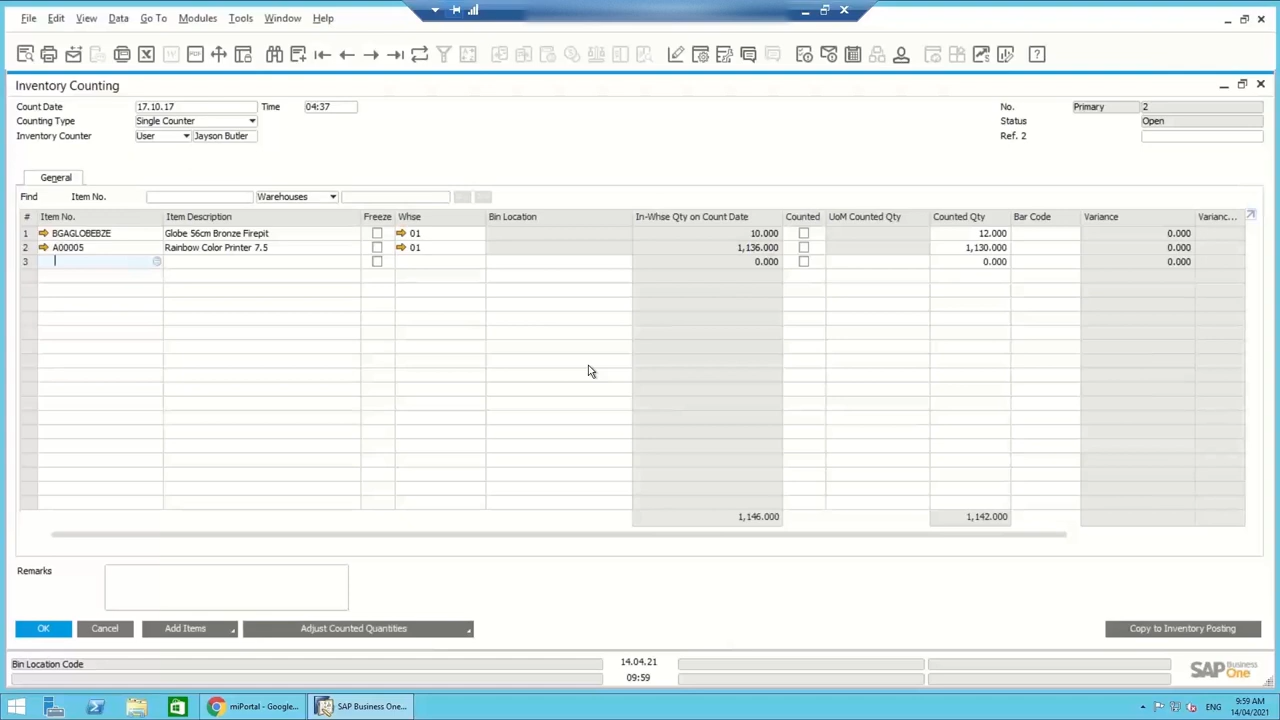 File Edit View Data Go To Modules Tools Window Help
Inventory Counting
Count Date 17.10.17 Time 04:37 No. Primary 2
Counting Type Single Counter Status Open
Inventory Counter User Jayson Butler Ref. 2
General
Find Item No. Warehouses
# Item No. Item Description Freeze Whse Bin Location In-Whse Qty on Count Date Counted UoM Counted Qty Counted Qty Bar Code Variance Varianc...
1 BGAGLOBEBZE Globe 56cm Bronze Firepit 01 10.000 12.000 0.000
2 A00005 Rainbow Color Printer 7.5 01 1,136.000 1,130.000 0.000
3 0.000 0.000 0.000
1,146.000 1,142.000
Remarks
OK Cancel Add Items Adjust Counted Quantities Copy to Inventory Posting
Bin Location Code 14.04.21
09:59
SAP Business One
miPortal - Google... SAP Business One... ENG 9:59 AM
14/04/2021